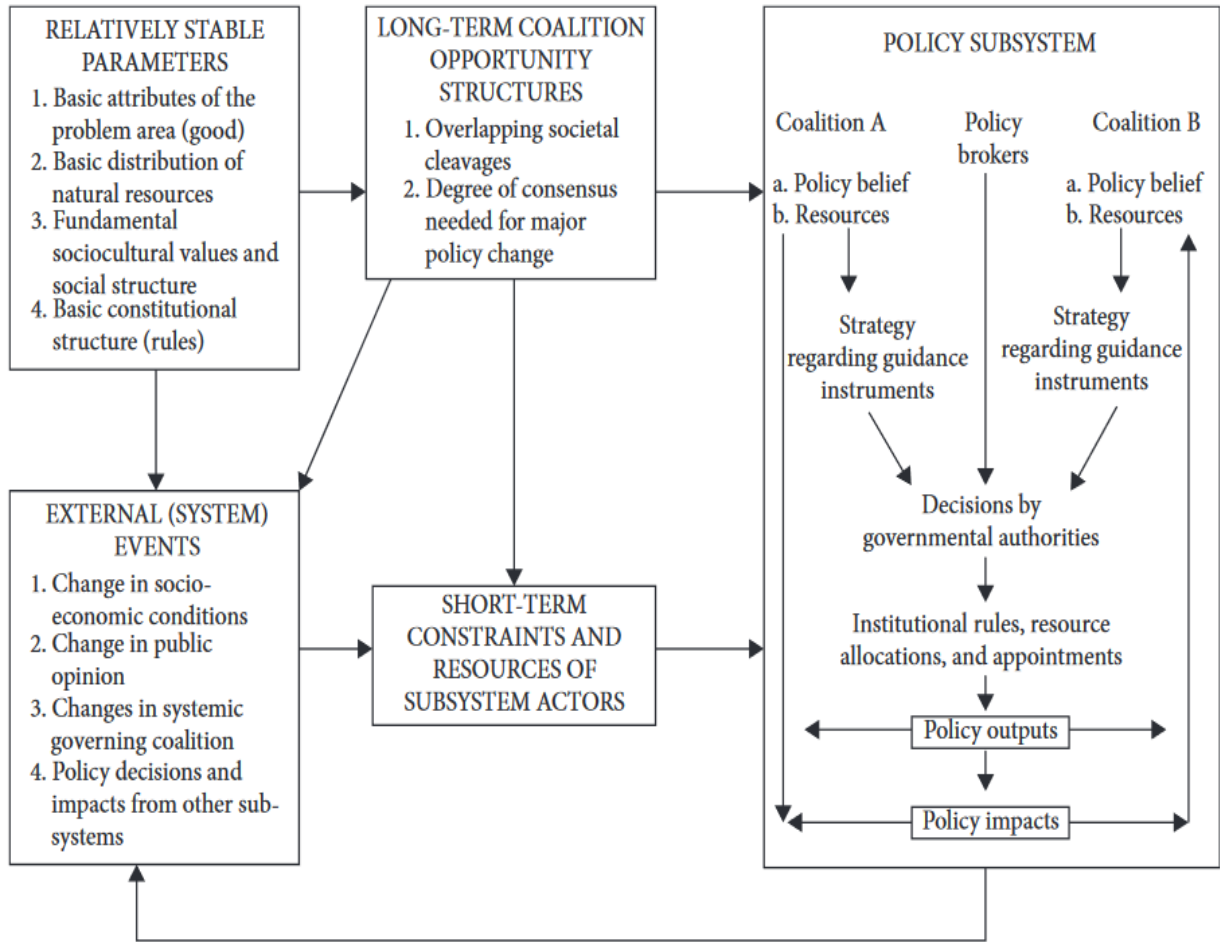 RELATIVELY STABLE
PARAMETERS
1. Basic attributes of the
problem area (good)
2. Basic distribution of
natural resources
3. Fundamental
sociocultural values and
social structure
4. Basic constitutional
structure (rules)
LONG-TERM COALITION
OPPORTUNITY
STRUCTURES
1. Overlapping societal
cleavages
2. Degree of consensus
needed for major
policy change
EXTERNAL (SYSTEM)
EVENTS
1. Change in socio-
economic conditions
2. Change in public
opinion
3. Changes in systemic
governing coalition
4. Policy decisions and
impacts from other sub-
systems
SHORT-TERM
CONSTRAINTS AND
RESOURCES OF
SUBSYSTEM ACTORS
POLICY SUBSYSTEM
Coalition A
a. Policy belief
b. Resources
Strategy
regarding guidance
instruments
Policy
brokers
Coalition B
a. Policy belief
b. Resources
Strategy
regarding guidance
instruments
Decisions by
governmental authorities
Institutional rules, resource
allocations, and appointments
Policy outputs
Policy impacts